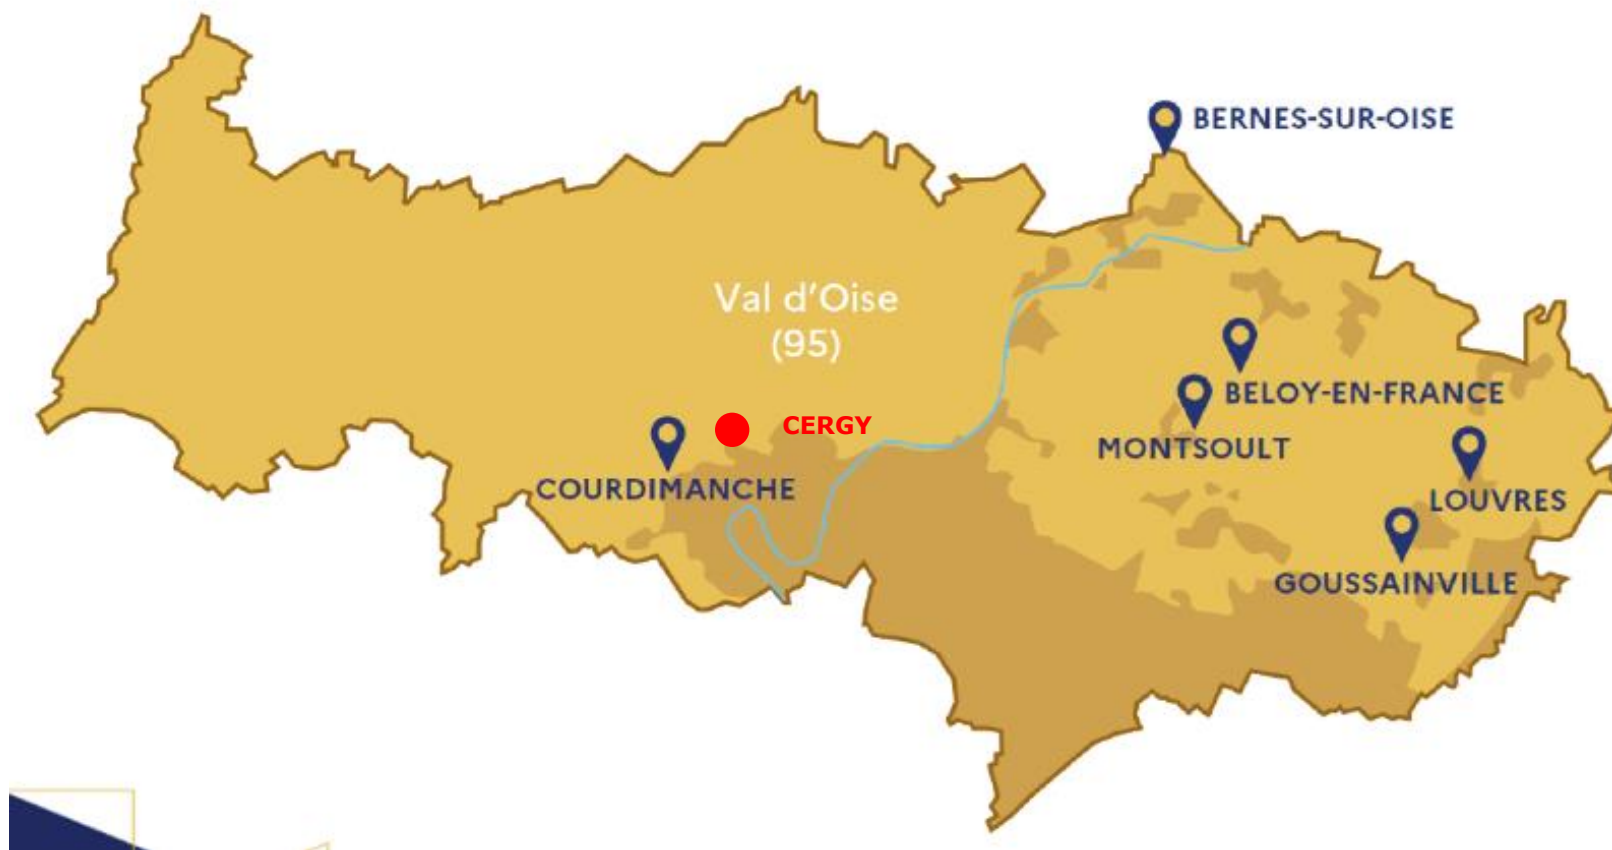 BERNES-SUR-OISE
Val d'Oise
(95)
BELOY-EN-FRANCE
CERGY
MONTSOULT
COURDIMANCHE
LOUVRES
GOUSSAINVILLE